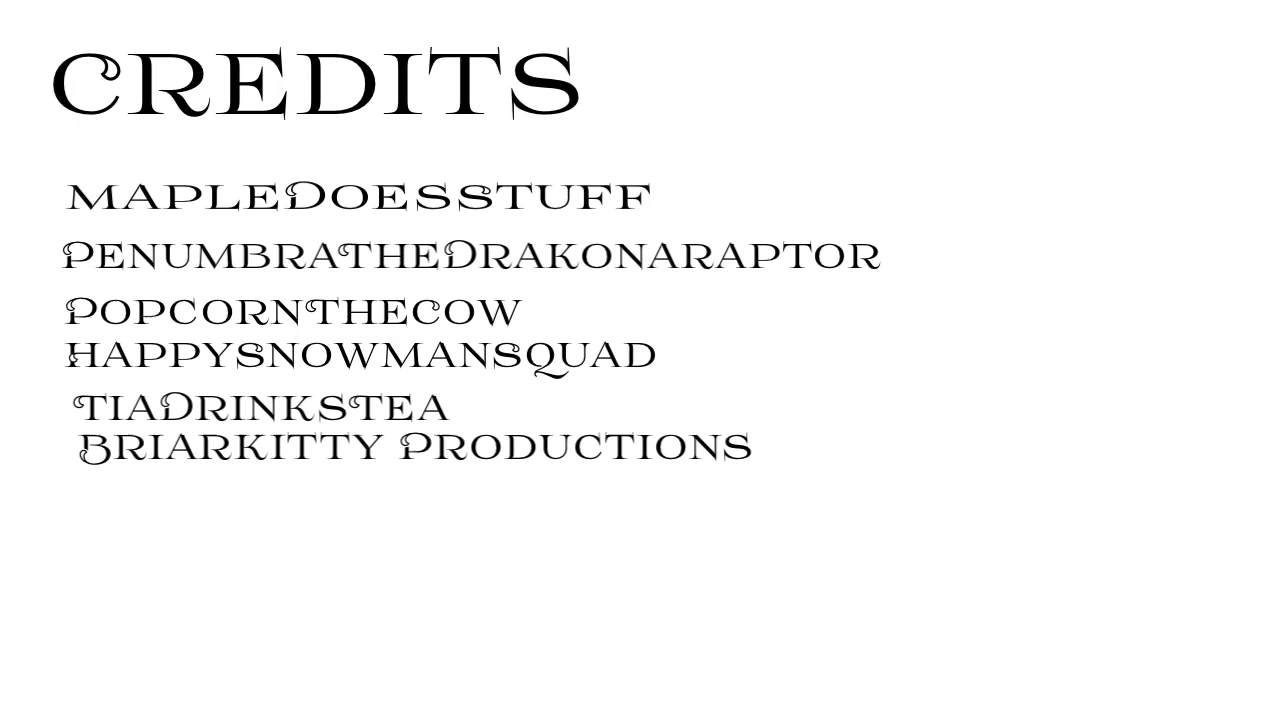 CREDITS
mapleDoesStuff
PenumbraTheDrakonaraptor
PopcornTheCow
HappySnowmanSquad
TiaDrinksTea
Briarkitty Productions